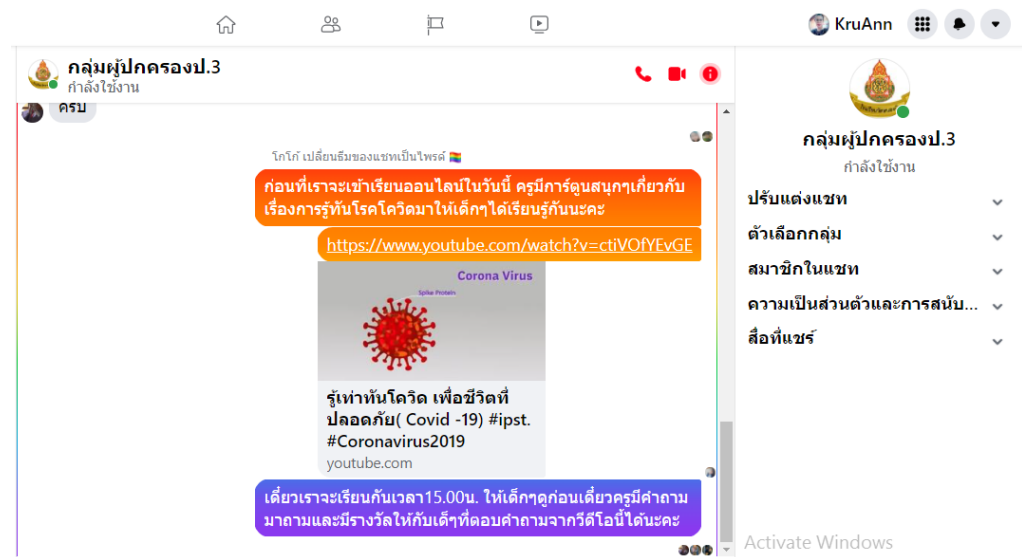 KruAnn
กลุ่มผู้ปกครองป.3
กำลังใช้งาน
ครับ
โกโก้ เปลี่ยนธีมของแชทเป็นไพรด์ 🏳️‍🌈
ก่อนที่เราจะเข้าเรียนออนไลน์ในวันนี้ ครูมีการ์ตูนสนุกๆเกี่ยวกับ
เรื่องการรู้ทันโรคโควิดมาให้เด็กๆได้เรียนรู้กันนะคะ
https://www.youtube.com/watch?v=ctiVOfYEvGE
Corona Virus
Spike Protein
รู้เท่าทันโควิด เพื่อชีวิตที่
ปลอดภัย( Covid -19) #ipst.
#Coronavirus2019
youtube.com
เดี๋ยวเราจะเรียนกันเวลา15.00น. ให้เด็กๆดูก่อนเดี๋ยวครูมีคำถาม
มาถามและมีรางวัลให้กับเด็ๆที่ตอบคำถามจากวีดีโอนี้ได้นะคะ
กลุ่มผู้ปกครองป.3
กำลังใช้งาน
ปรับแต่งแชท
ตัวเลือกกลุ่ม
สมาชิกในแชท
ความเป็นส่วนตัวและการสนับ...
สื่อที่แชร์
Activate Windows